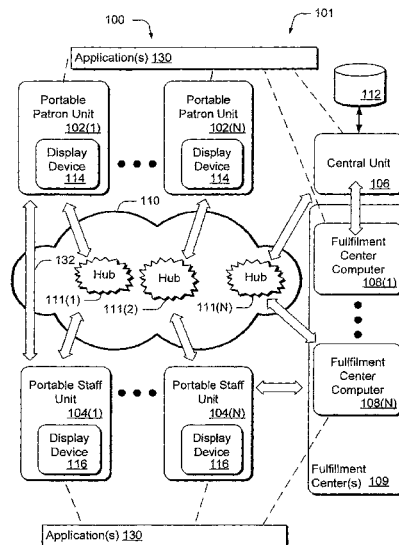 100
101
Application(s) 130
112
Portable
Patron Unit
102(1)
Display
Device
114
Portable
Patron Unit
102(N)
Display
Device
114
Central Unit
106
110
132
Hub
Hub
Hub
111(1)
111(2)
111(N)
Fulfilment
Center
Computer
108(1)
Fulfillment
Center
Computer
108(N)
Fulfillment
Center(s) 109
Portable Staff
Unit
104(1)
Display
Device
116
Portable Staff
Unit
104(N)
Display
Device
116
Application(s) 130